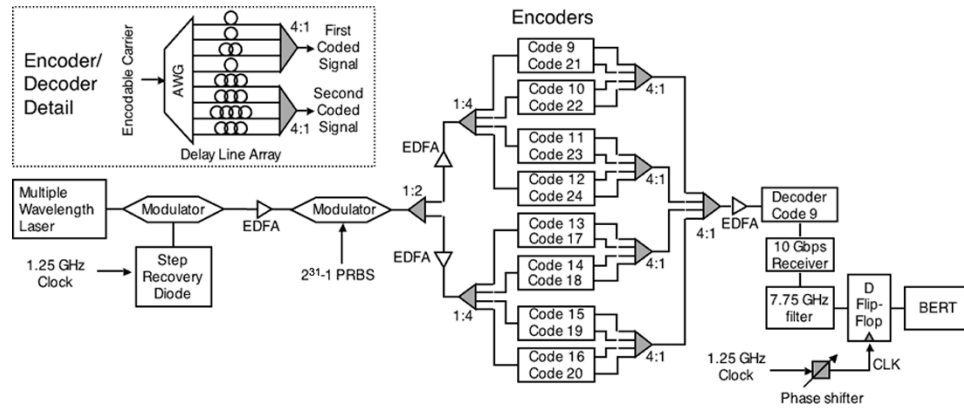 Encoders
Encoder/
Decoder
Detail
Encodable Carrier
AWG
4:1
First
Coded
Signal
Second
Coded
Signal
4:1
Delay Line Array
Multiple
Wavelength
Laser
Modulator
EDFA
Modulator
1:2
1.25 GHz
Clock
Step
Recovery
Diode
2³¹-1 PRBS
EDFA
EDFA
1:4
1:4
Code 9
Code 21
Code 10
Code 22
4:1
Code 11
Code 23
Code 12
Code 24
4:1
Code 13
Code 17
Code 14
Code 18
4:1
Code 15
Code 19
Code 16
Code 20
4:1
4:1
EDFA
Decoder
Code 9
10 Gbps
Receiver
7.75 GHz
filter
D
Flip-
Flop
BERT
CLK
1.25 GHz
Clock
Phase shifter